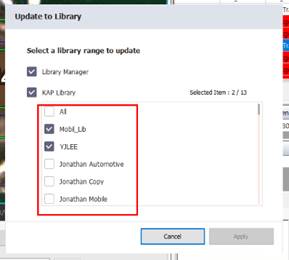 Update to Library
Select a library range to update
Library Manager
KAP Library
Selected Item : 2 / 13
All
Mobil_Lib
YJLEE
Jonathan Automotive
Jonathan Copy
Jonathan Mobile
Cancel
Apply